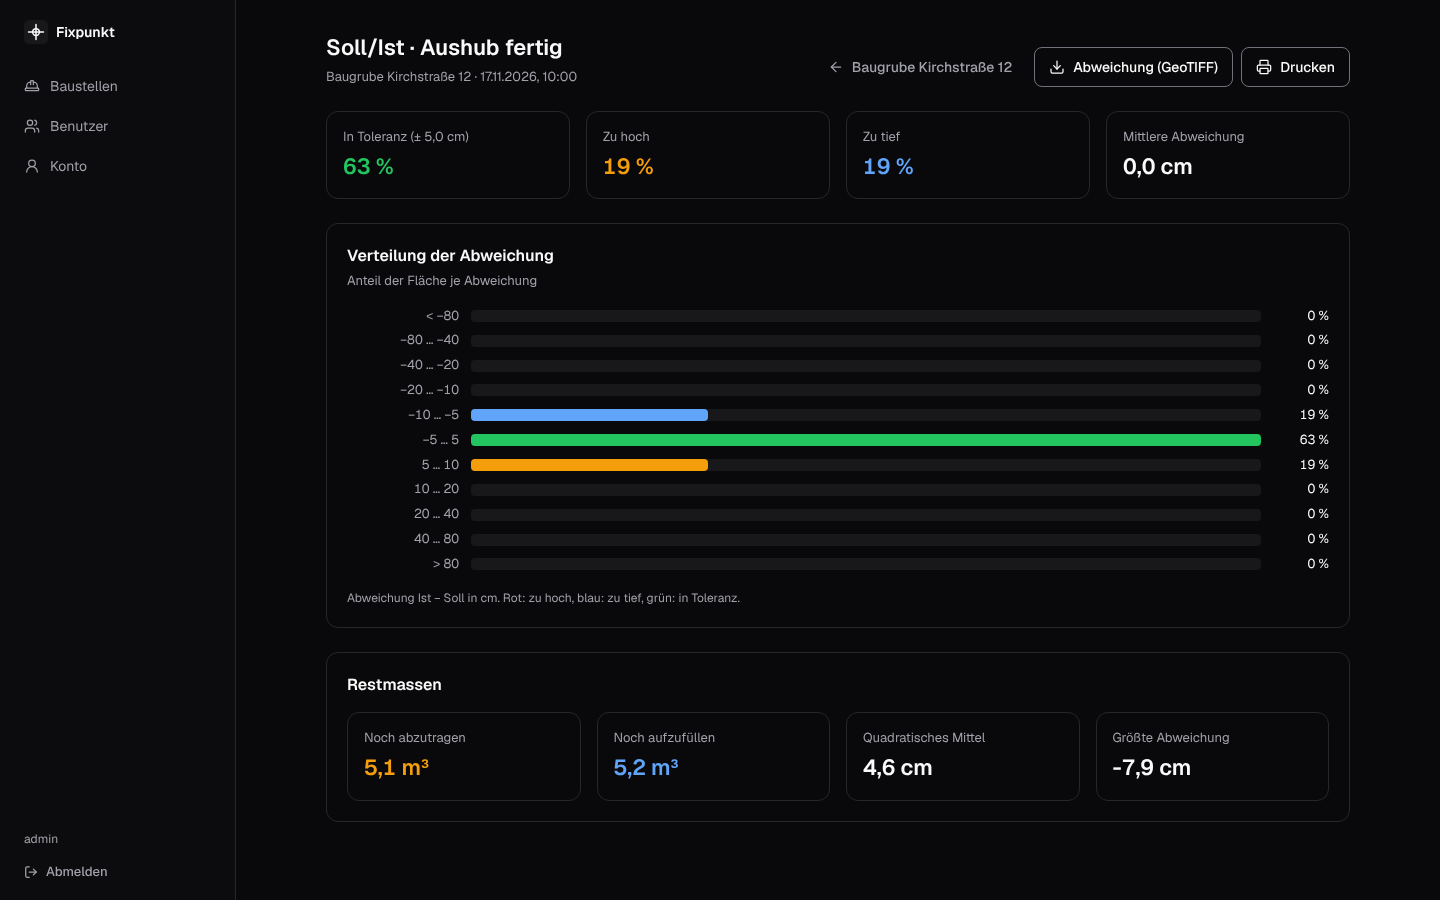 Fixpunkt
Baustellen
Benutzer
Konto
admin
Abmelden
Soll/Ist · Aushub fertig
Baugrube Kirchstraße 12 · 17.11.2026, 10:00
← Baugrube Kirchstraße 12
Abweichung (GeoTIFF)
Drucken
In Toleranz (± 5,0 cm)
63 %
Zu hoch
19 %
Zu tief
19 %
Mittlere Abweichung
0,0 cm
Verteilung der Abweichung
Anteil der Fläche je Abweichung
< −80 0 %
−80 … −40 0 %
−40 … −20 0 %
−20 … −10 0 %
−10 … −5 19 %
−5 … 5 63 %
5 … 10 19 %
10 … 20 0 %
20 … 40 0 %
40 … 80 0 %
> 80 0 %
Abweichung Ist − Soll in cm. Rot: zu hoch, blau: zu tief, grün: in Toleranz.
Restmassen
Noch abzutragen
5,1 m³
Noch aufzufüllen
5,2 m³
Quadratisches Mittel
4,6 cm
Größte Abweichung
-7,9 cm